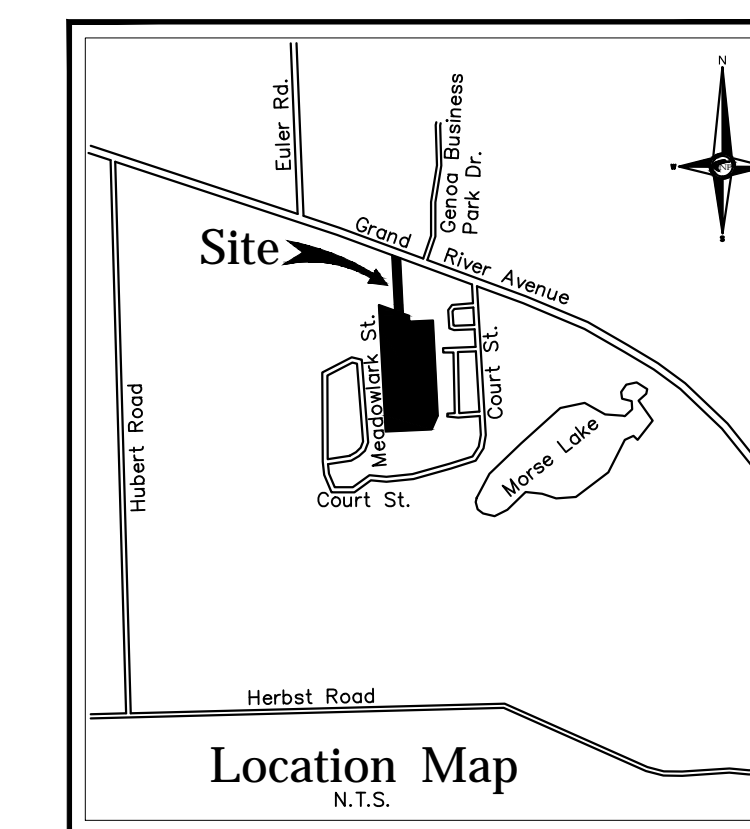 N
W
S
Euler Rd.
Genoa Business
Park Dr.
Grand River Avenue
Site
Meadowlark St.
Court St.
Hubert Road
Morse Lake
Court St.
Herbst Road
Location Map
N.T.S.